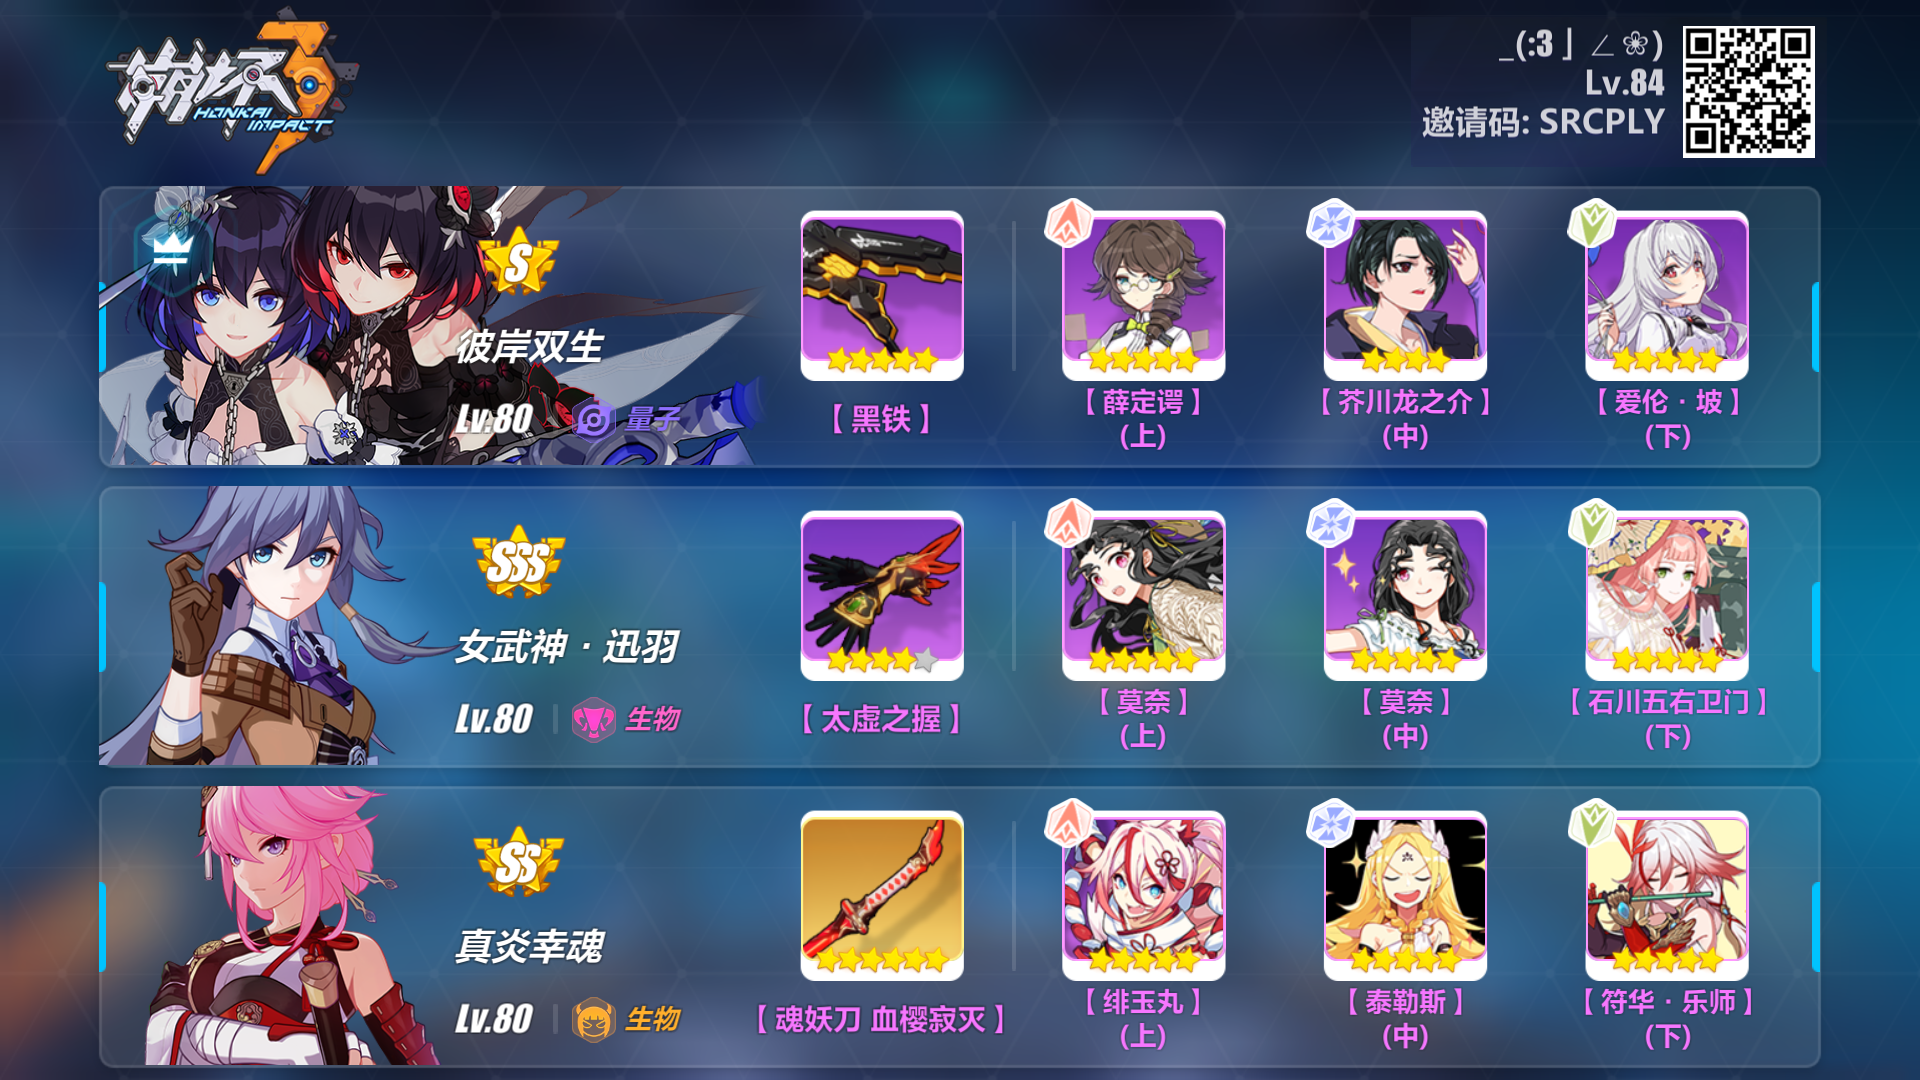 崩坏3
HONKAI
IMPACT
_(:3 」∠❀)
Lv.84
邀请码: SRCPLY
S
彼岸双生
Lv.80 量子
【 黑铁 】
【 薛定谔 】
(上)
【 芥川龙之介 】
(中)
【 爱伦 · 坡 】
(下)
SSS
女武神 · 迅羽
Lv.80 生物
【 太虚之握 】
【 莫奈 】
(上)
【 莫奈 】
(中)
【 石川五右卫门 】
(下)
SS
真炎幸魂
Lv.80 生物
【 魂妖刀 血樱寂灭 】
【 绯玉丸 】
(上)
【 泰勒斯 】
(中)
【 符华 · 乐师 】
(下)